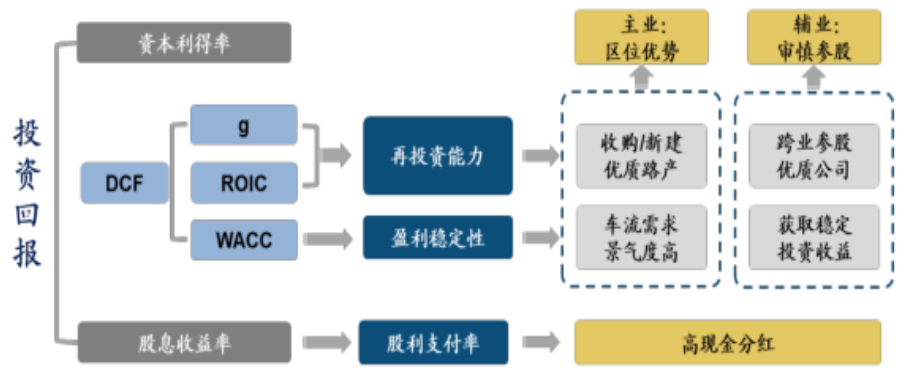 投资回报
资本利得率
DCF
g
ROIC
WACC
再投资能力
盈利稳定性
主业：
区位优势
收购/新建
优质路产
车流需求
景气度高
辅业：
审慎参股
跨业参股
优质公司
获取稳定
投资收益
股息收益率
股利支付率
高现金分红